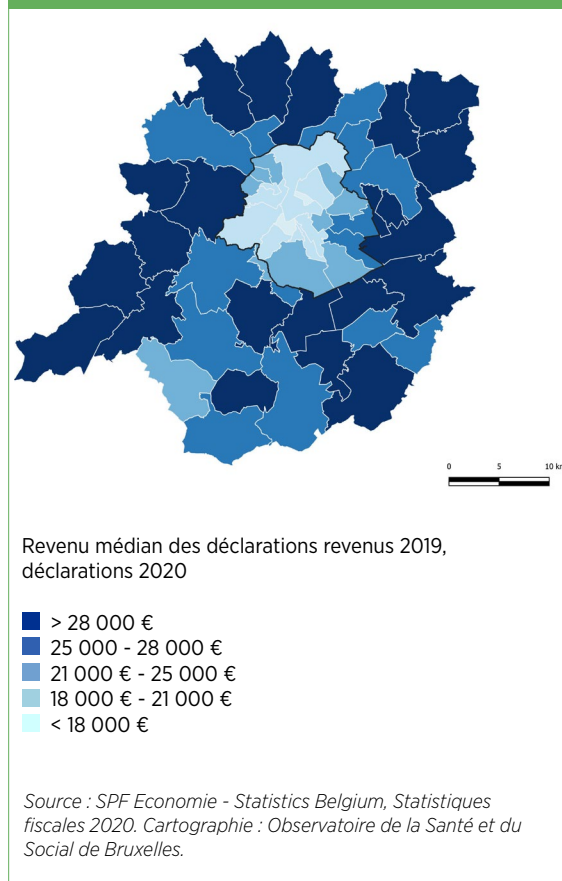 0 5 10 km
Revenu médian des déclarations revenus 2019,
déclarations 2020
> 28 000 €
25 000 - 28 000 €
21 000 € - 25 000 €
18 000 € - 21 000 €
< 18 000 €
Source : SPF Economie - Statistics Belgium, Statistiques
fiscales 2020. Cartographie : Observatoire de la Santé et du
Social de Bruxelles.